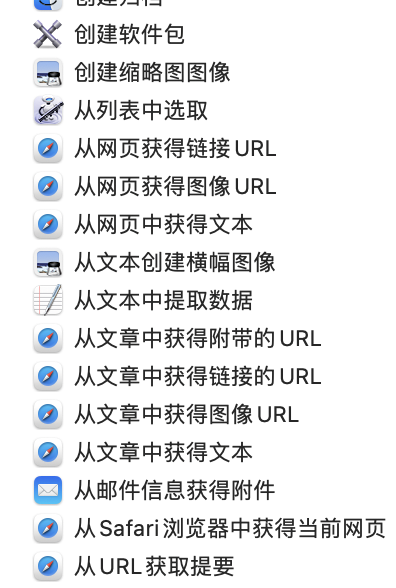 创建归档
创建软件包
创建缩略图图像
从列表中选取
从网页获得链接 URL
从网页获得图像 URL
从网页中获得文本
从文本创建横幅图像
从文本中提取数据
从文章中获得附带的 URL
从文章中获得链接的 URL
从文章中获得图像 URL
从文章中获得文本
从邮件信息获得附件
从 Safari 浏览器中获得当前网页
从 URL 获取提要